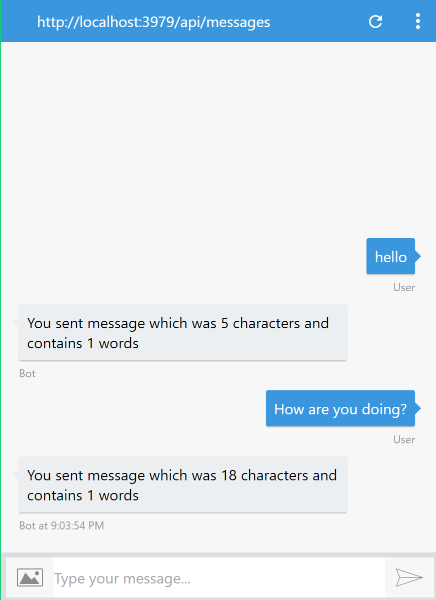 http://localhost:3979/api/messages
hello
User
You sent message which was 5 characters and
contains 1 words
Bot
How are you doing?
User
You sent message which was 18 characters and
contains 1 words
Bot at 9:03:54 PM
Type your message...